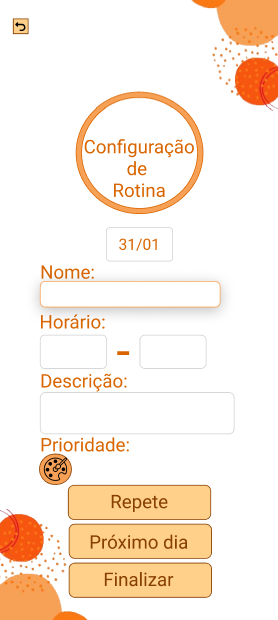 Configuração
de
Rotina
31/01
Nome:
Horário:
-
Descrição:
Prioridade:
Repete
Próximo dia
Finalizar